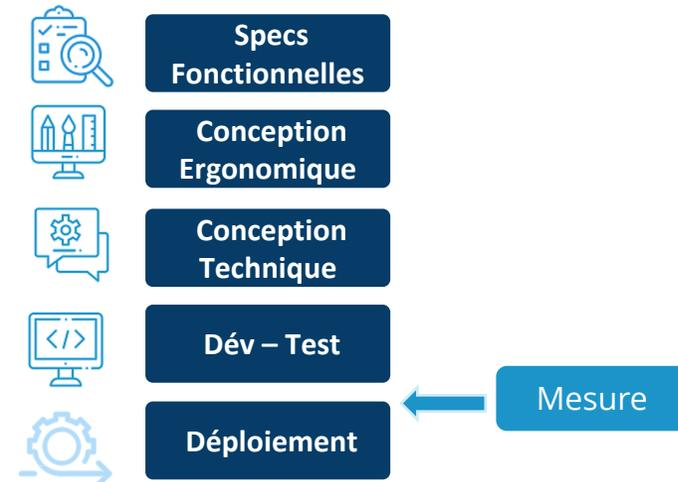 Specs
Fonctionnelles
Conception
Ergonomique
Conception
Technique
</>
Dév – Test
Mesure
Déploiement